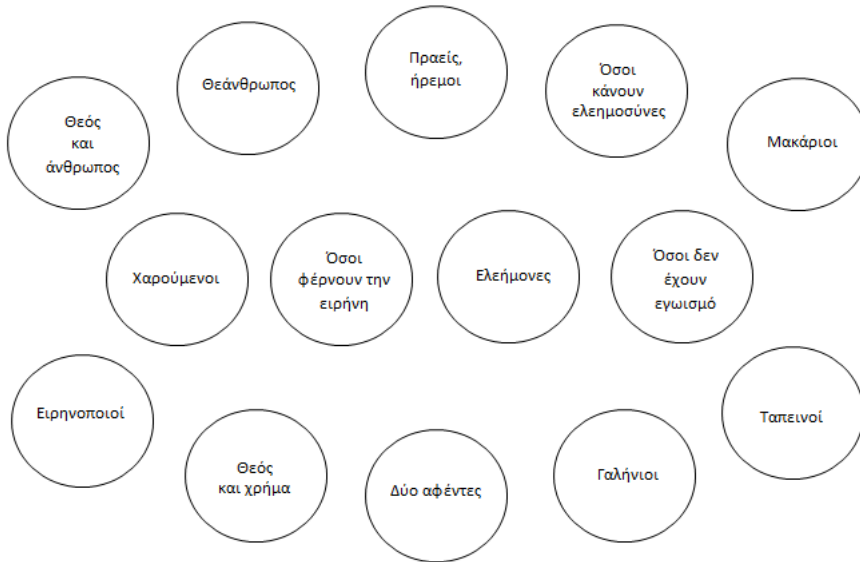 Πραείς,
ήρεμοι
Θεάνθρωπος
Όσοι
κάνουν
ελεημοσύνες
Θεός
και
άνθρωπος
Μακάριοι
Χαρούμενοι
Όσοι
φέρνουν την
ειρήνη
Ελεήμονες
Όσοι δεν
έχουν
εγωισμό
Ειρηνοποιοί
Ταπεινοί
Θεός
και χρήμα
Δύο αφέντες
Γαλήνιοι